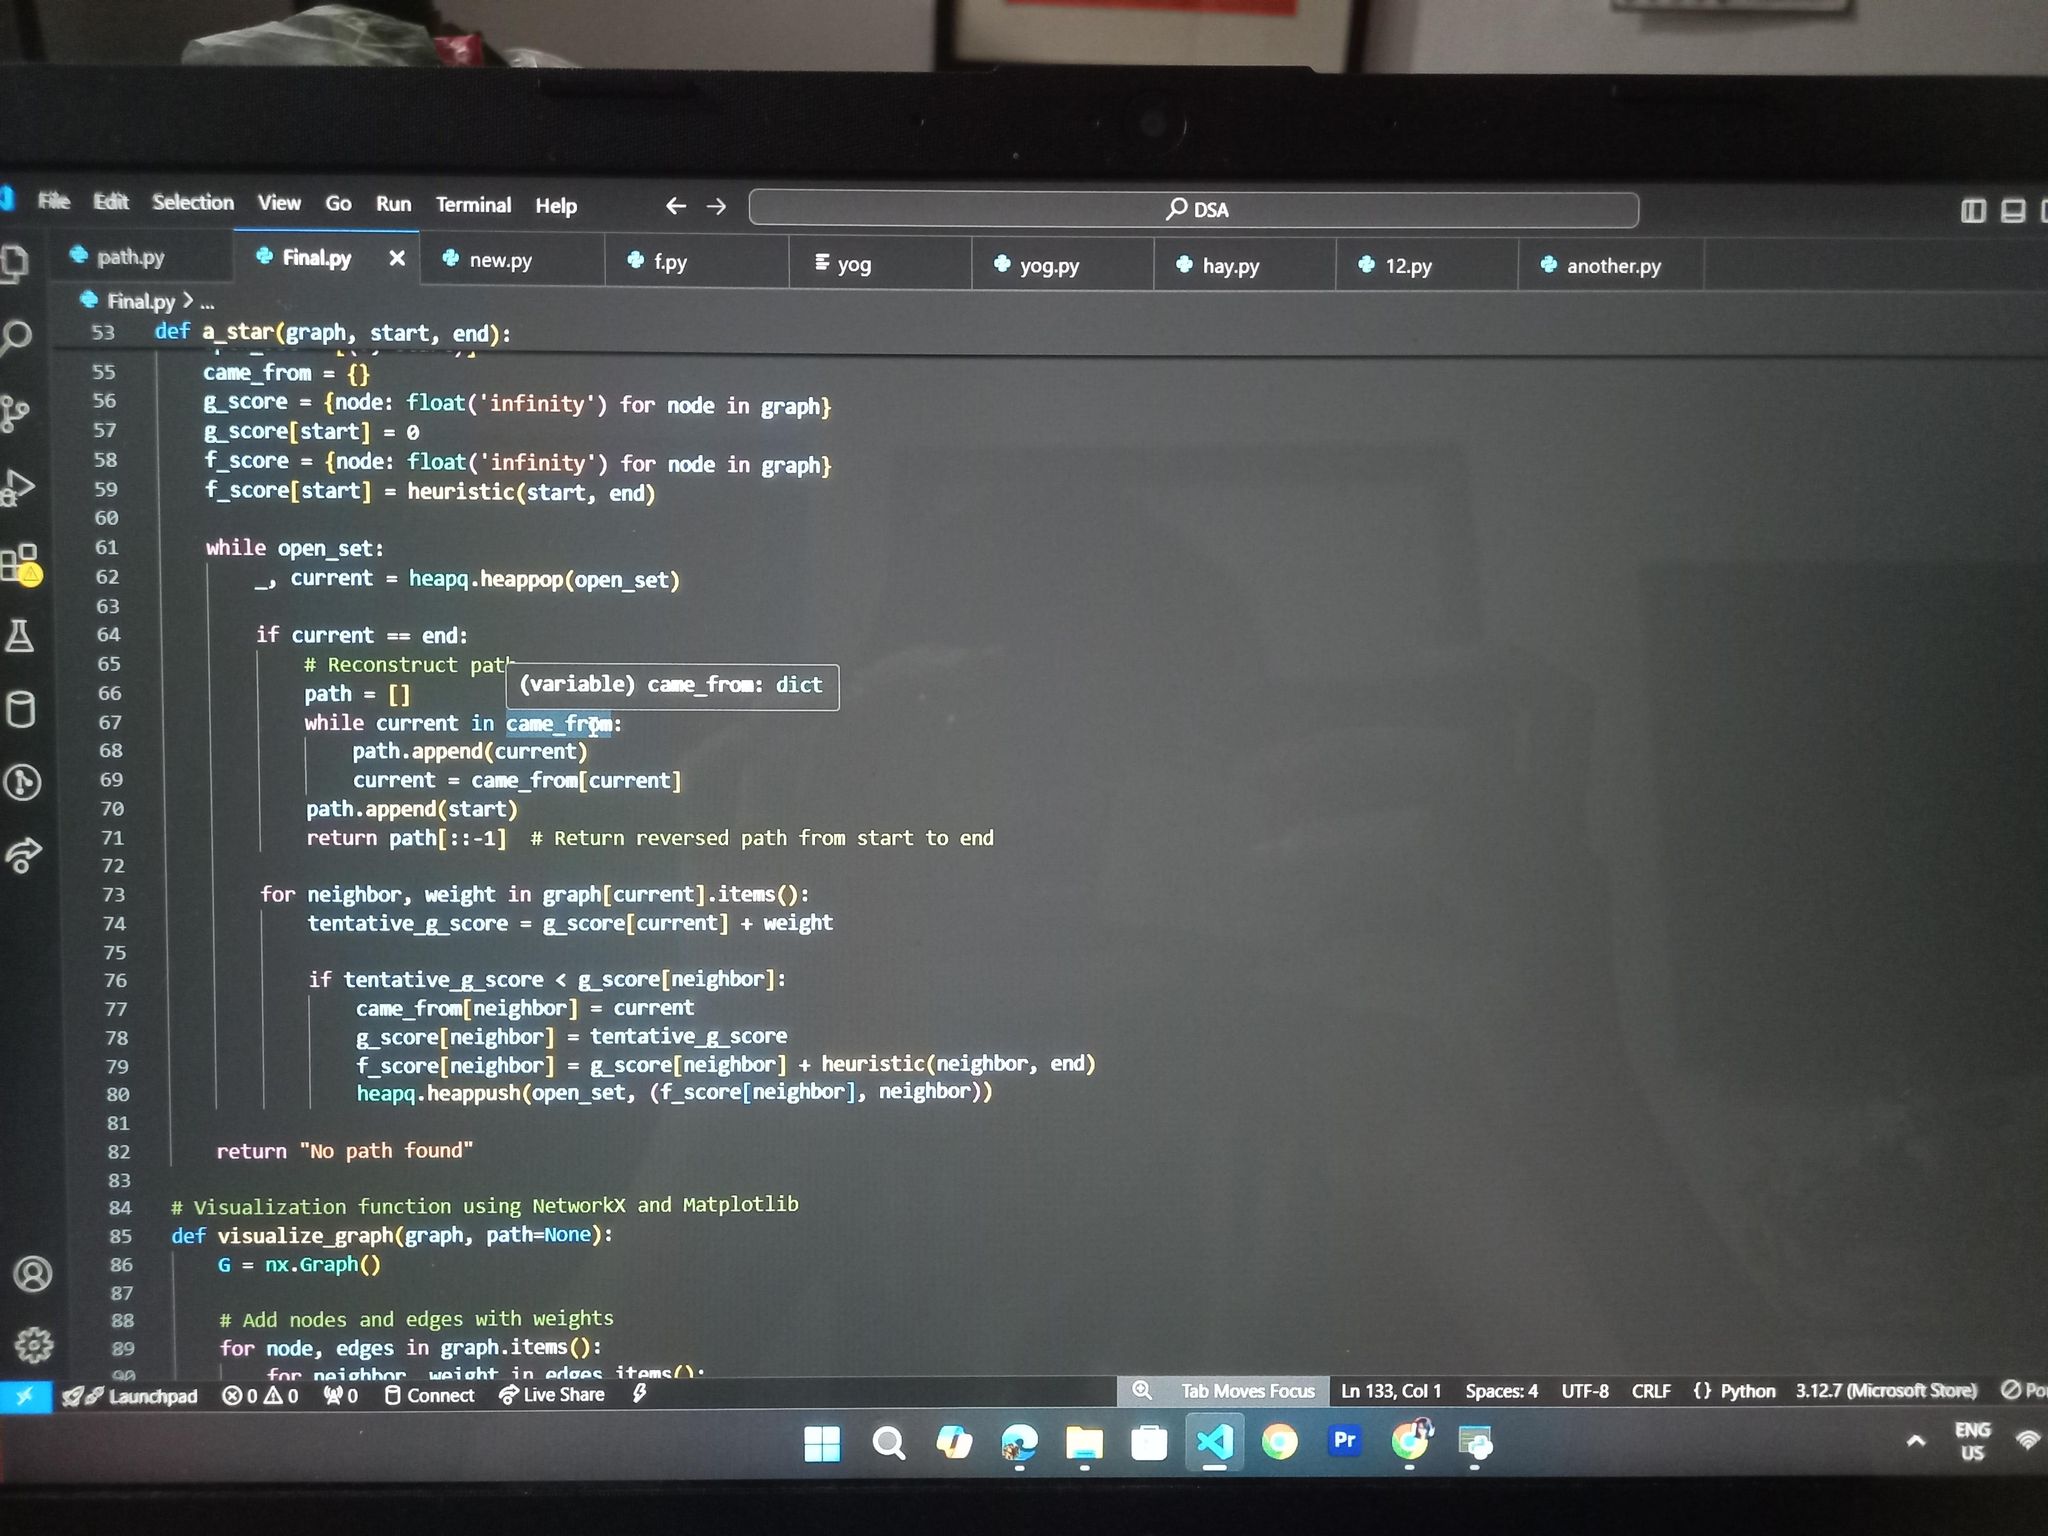 File Edit Selection View Go Run Terminal Help
DSA
path.py Final.py new.py f.py yog yog.py hay.py 12.py another.py
Final.py > ...
53 def a_star(graph, start, end):
55 came_from = {}
56 g_score = {node: float('infinity') for node in graph}
57 g_score[start] = 0
58 f_score = {node: float('infinity') for node in graph}
59 f_score[start] = heuristic(start, end)
60
61 while open_set:
62 _, current = heapq.heappop(open_set)
63
64 if current == end:
65 # Reconstruct path
(variable) came_from: dict
66 path = []
67 while current in came_from:
68 path.append(current)
69 current = came_from[current]
70 path.append(start)
71 return path[::-1] # Return reversed path from start to end
72
73 for neighbor, weight in graph[current].items():
74 tentative_g_score = g_score[current] + weight
75
76 if tentative_g_score < g_score[neighbor]:
77 came_from[neighbor] = current
78 g_score[neighbor] = tentative_g_score
79 f_score[neighbor] = g_score[neighbor] + heuristic(neighbor, end)
80 heapq.heappush(open_set, (f_score[neighbor], neighbor))
81
82 return "No path found"
83
84 # Visualization function using NetworkX and Matplotlib
85 def visualize_graph(graph, path=None):
86 G = nx.Graph()
87
88 # Add nodes and edges with weights
89 for node, edges in graph.items():
90 for neighbor, weight in edges.items():
Launchpad 0 0 0 Connect Live Share Tab Moves Focus Ln 133, Col 1 Spaces: 4 UTF-8 CRLF {} Python 3.12.7 (Microsoft Store)
Pr
ENG
US